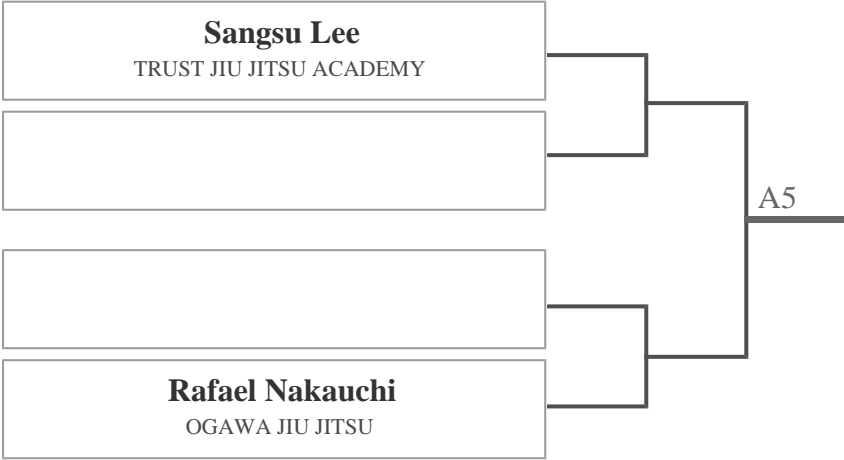 Sangsu Lee
TRUST JIU JITSU ACADEMY
A5
Rafael Nakauchi
OGAWA JIU JITSU